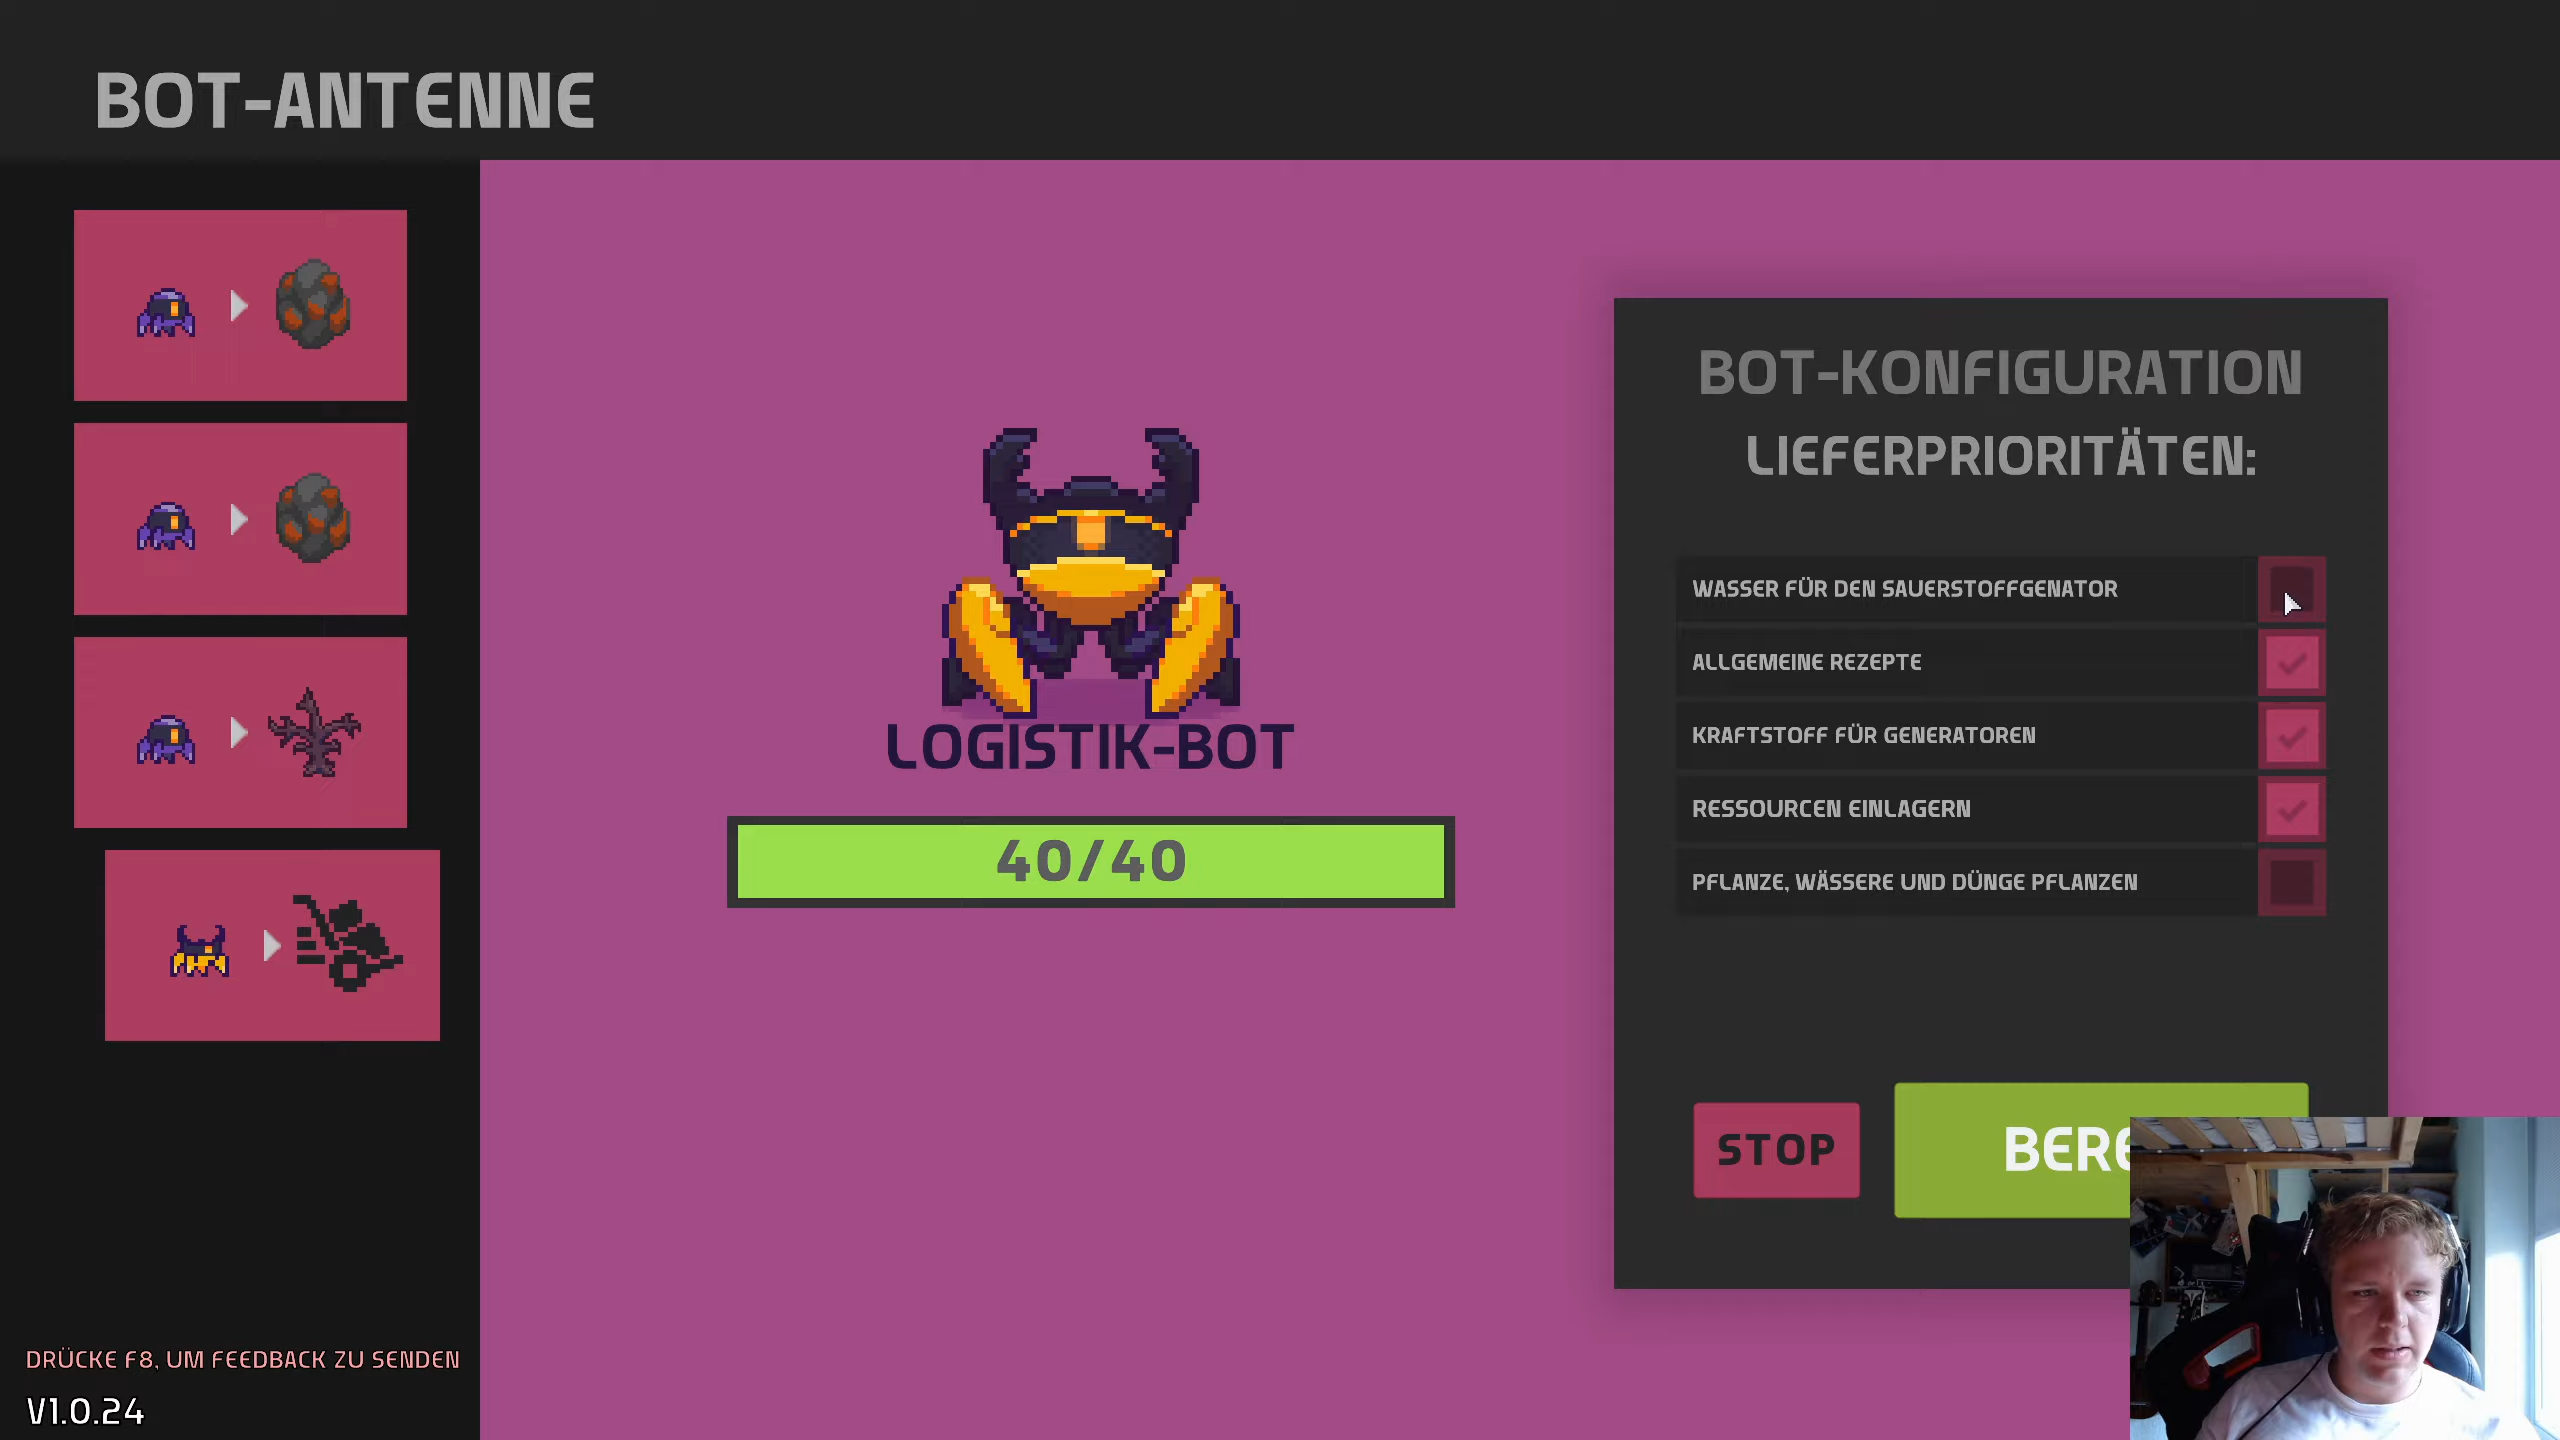 BOT-ANTENNE
BOT-KONFIGURATION
LIEFERPRIORITÄTEN:
WASSER FÜR DEN SAUERSTOFFGENATOR
ALLGEMEINE REZEPTE
KRAFTSTOFF FÜR GENERATOREN
RESSOURCEN EINLAGERN
PFLANZE, WÄSSERE UND DÜNGE PFLANZEN
LOGISTIK-BOT
40/40
STOP
DRÜCKE F8, UM FEEDBACK ZU SENDEN
V1.0.24